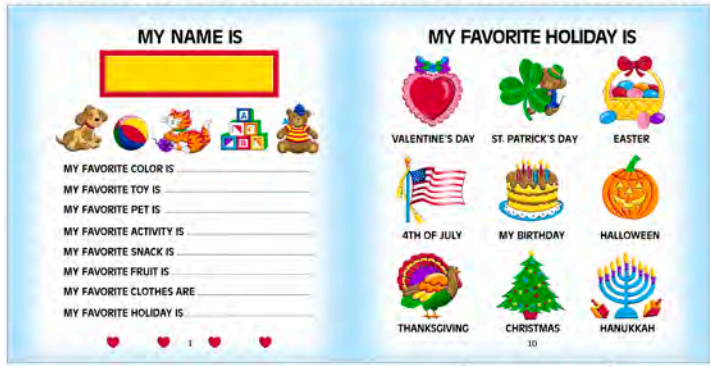 MY NAME IS
MY FAVORITE COLOR IS
MY FAVORITE TOY IS
MY FAVORITE PET IS
MY FAVORITE ACTIVITY IS
MY FAVORITE SNACK IS
MY FAVORITE FRUIT IS
MY FAVORITE CLOTHES ARE
MY FAVORITE HOLIDAY IS
1
MY FAVORITE HOLIDAY IS
VALENTINE'S DAY
ST. PATRICK'S DAY
EASTER
4TH OF JULY
MY BIRTHDAY
HALLOWEEN
THANKSGIVING
CHRISTMAS
HANUKKAH
10